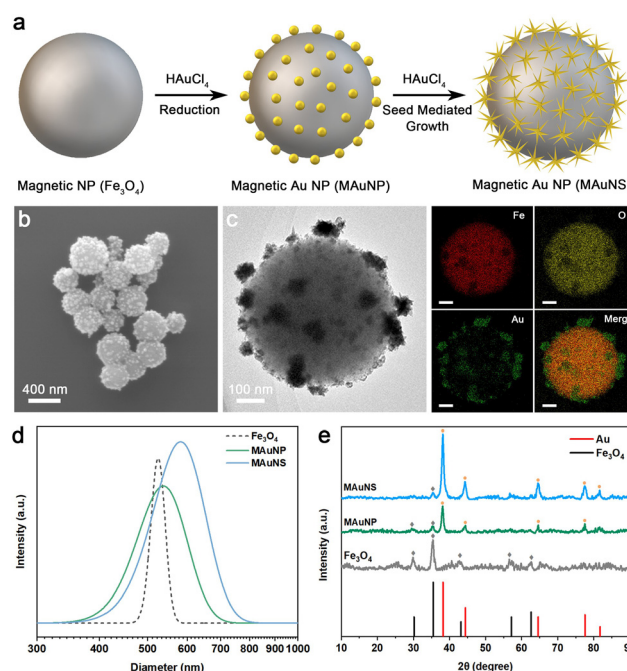 a
HAuCl4
Reduction
HAuCl4
Seed Mediated
Growth
Magnetic NP (Fe3O4)
Magnetic Au NP (MAuNP)
Magnetic Au NP (MAuNS)
b
400 nm
c
100 nm
Fe
O
Au
Merge
d
Fe3O4
MAuNP
MAuNS
Intensity (a.u.)
300 400 500 600 700 800 900 1000
Diameter (nm)
e
Au
Fe3O4
MAuNS
MAuNP
Fe3O4
Intensity (a.u.)
10 20 30 40 50 60 70 80
2θ (degree)